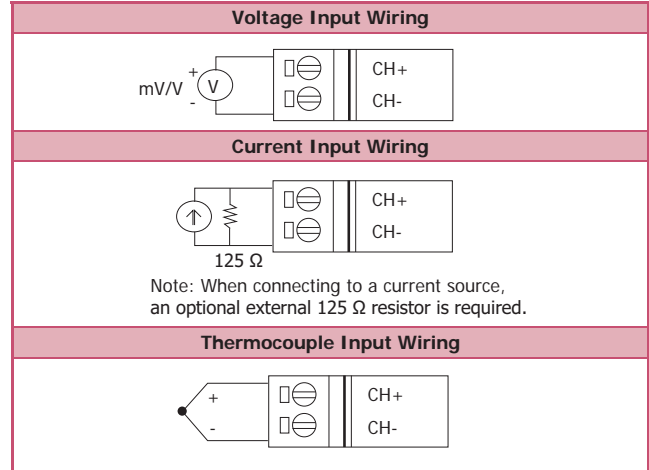 Voltage Input Wiring
mV/V + V -
CH+
CH-
Current Input Wiring
CH+
CH-
125 Ω
Note: When connecting to a current source,
an optional external 125 Ω resistor is required.
Thermocouple Input Wiring
+
CH+
-
CH-